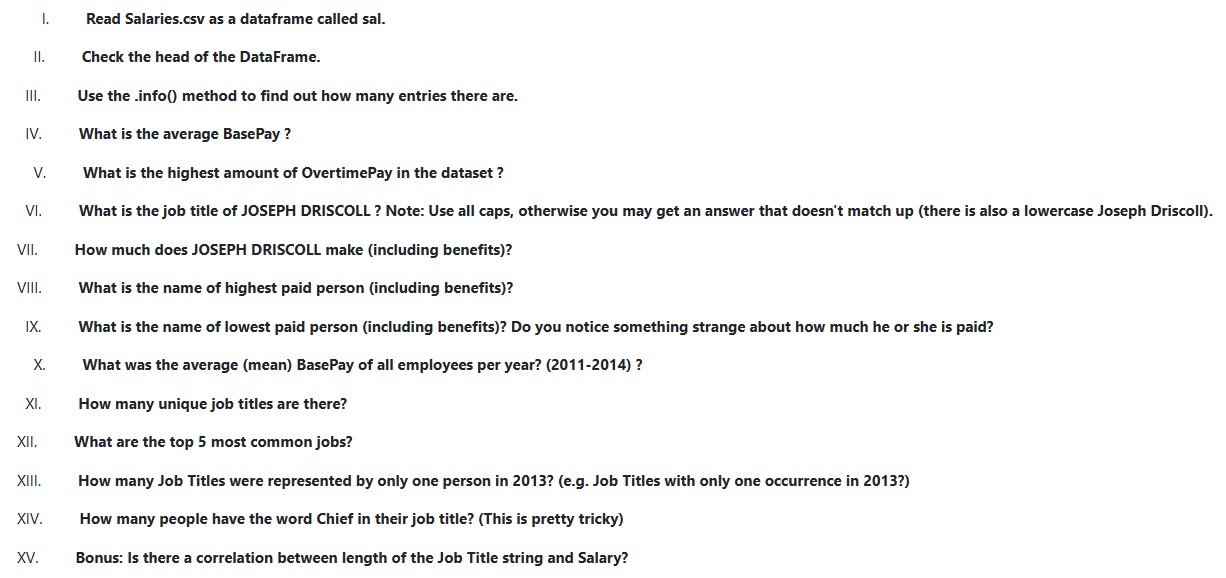 I. Read Salaries.csv as a dataframe called sal.
II. Check the head of the DataFrame.
III. Use the .info() method to find out how many entries there are.
IV. What is the average BasePay ?
V. What is the highest amount of OvertimePay in the dataset ?
VI. What is the job title of JOSEPH DRISCOLL ? Note: Use all caps, otherwise you may get an answer that doesn't match up (there is also a lowercase Joseph Driscoll).
VII. How much does JOSEPH DRISCOLL make (including benefits)?
VIII. What is the name of highest paid person (including benefits)?
IX. What is the name of lowest paid person (including benefits)? Do you notice something strange about how much he or she is paid?
X. What was the average (mean) BasePay of all employees per year? (2011-2014) ?
XI. How many unique job titles are there?
XII. What are the top 5 most common jobs?
XIII. How many Job Titles were represented by only one person in 2013? (e.g. Job Titles with only one occurrence in 2013?)
XIV. How many people have the word Chief in their job title? (This is pretty tricky)
XV. Bonus: Is there a correlation between length of the Job Title string and Salary?